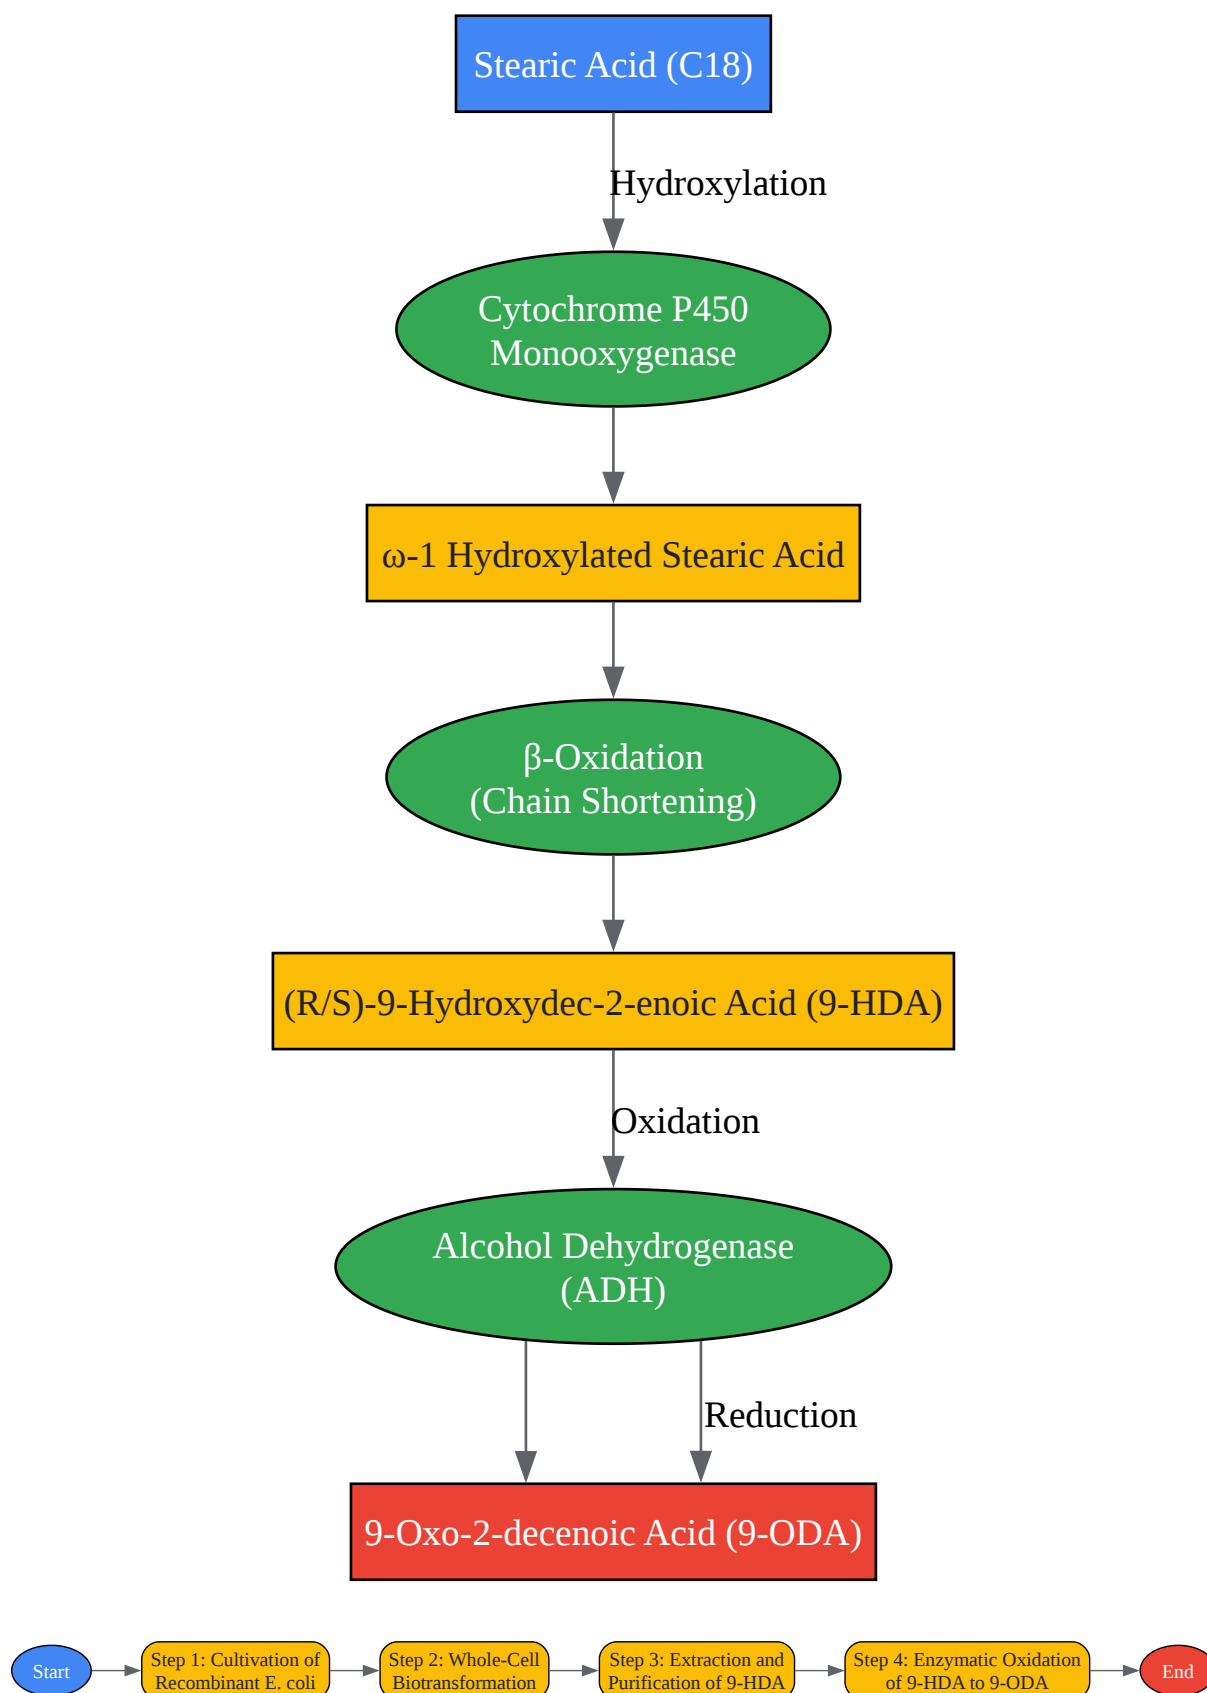 Stearic Acid (C18)
Hydroxylation
Cytochrome P450
Monooxygenase
ω-1 Hydroxylated Stearic Acid
β-Oxidation
(Chain Shortening)
(R/S)-9-Hydroxydec-2-enoic Acid (9-HDA)
Oxidation
Alcohol Dehydrogenase
(ADH)
Reduction
9-Oxo-2-decenoic Acid (9-ODA)
Start
Step 1: Cultivation of
Recombinant E. coli
Step 2: Whole-Cell
Biotransformation
Step 3: Extraction and
Purification of 9-HDA
Step 4: Enzymatic Oxidation
of 9-HDA to 9-ODA
End